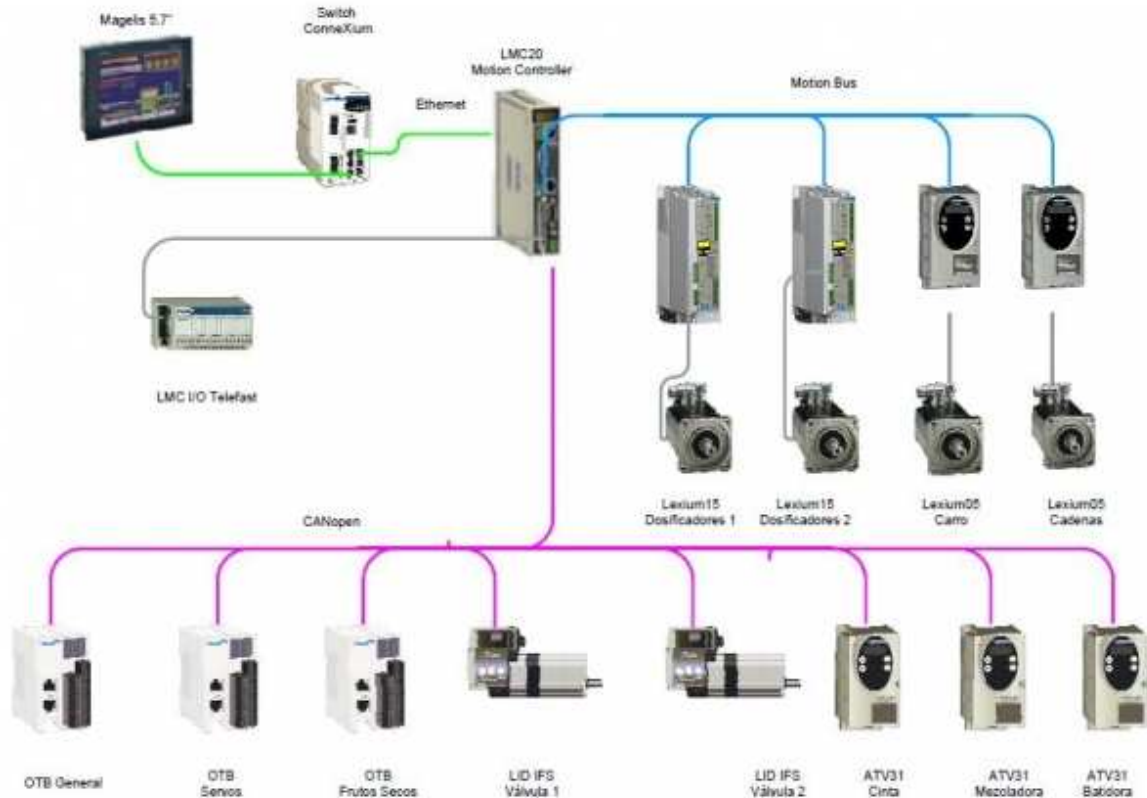 Magelis 5.7"
Switch
ConneXium
LMC20
Motion Controller
Ethernet
Motion Bus
LMC I/O Telefast
Lexium15
Dosificadores 1
Lexium15
Dosificadores 2
Lexium05
Carro
Lexium05
Cadenas
CANopen
OTB General
OTB
Servos
OTB
Frutos Secos
LID IFS
Válvula 1
LID IFS
Válvula 2
ATV31
Cinta
ATV31
Mezoladora
ATV31
Batidora